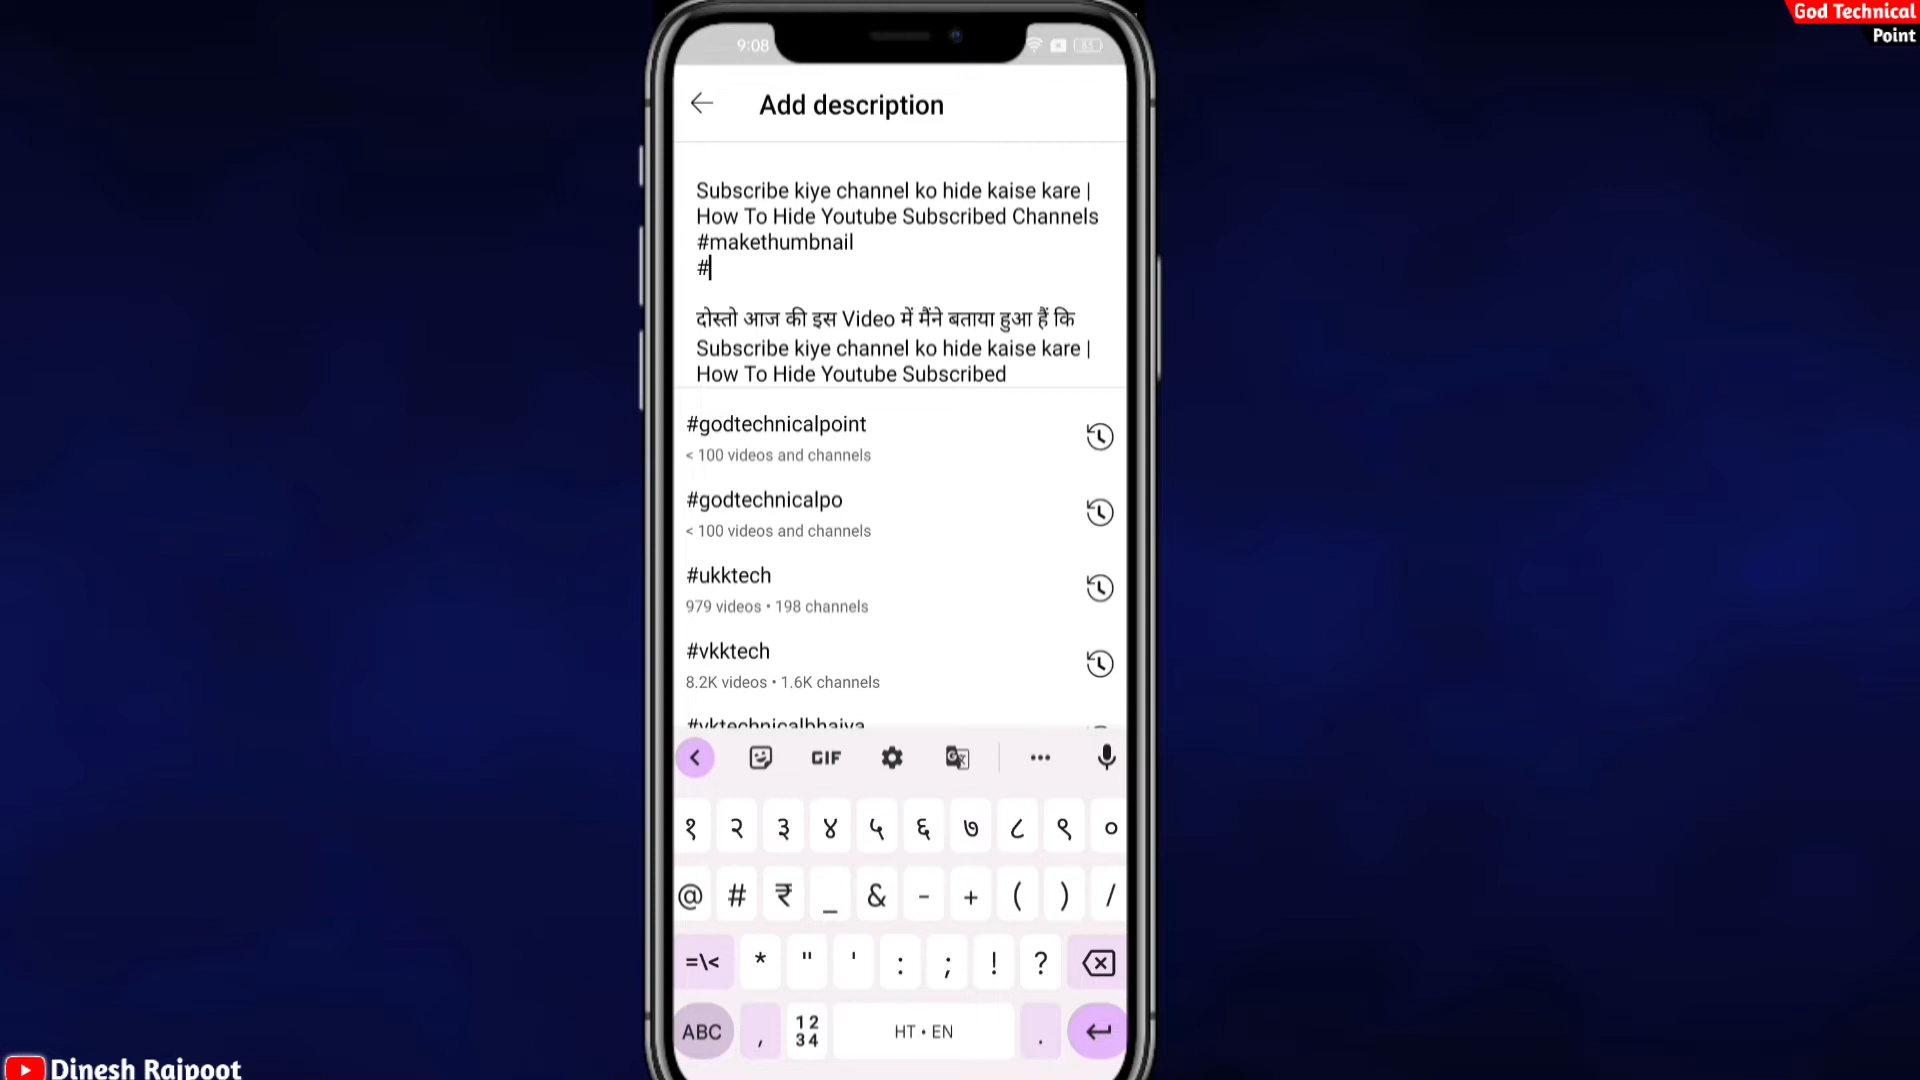 God Technical
Point
9:08
83
Add description
Subscribe kiye channel ko hide kaise kare |
How To Hide Youtube Subscribed Channels
#makethumbnail
#
दोस्तो आज की इस Video में मैंने बताया हुआ हैं कि
Subscribe kiye channel ko hide kaise kare |
How To Hide Youtube Subscribed
#godtechnicalpoint
< 100 videos and channels
#godtechnicalpo
< 100 videos and channels
#ukktech
979 videos • 198 channels
#vkktech
8.2K videos • 1.6K channels
#vktechnicalbhaiya
GIF
१ २ ३ ४ ५ ६ ७ ८ ९ ०
@ # ₹ _ & - + ( ) /
=\< * " ' : ; ! ?
ABC , 1234 HT • EN .
Dinesh Rajpoot